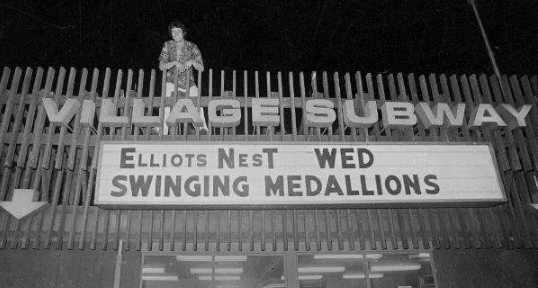 VILLAGE SUBWAY
ELLIOTS NEST WED
SWINGING MEDALLIONS